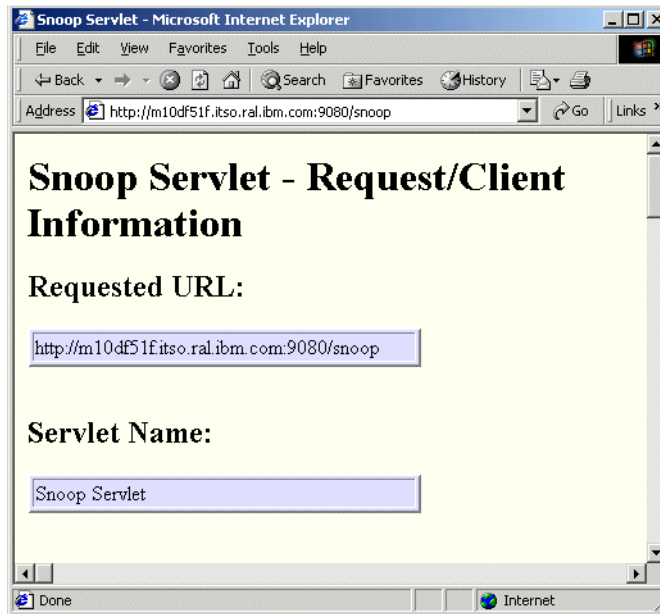 Snoop Servlet - Microsoft Internet Explorer
File Edit View Favorites Tools Help
Back Search Favorites History
Address http://m10df51f.itso.ral.ibm.com:9080/snoop Go Links »
Snoop Servlet - Request/Client
Information
Requested URL:
http://m10df51f.itso.ral.ibm.com:9080/snoop
Servlet Name:
Snoop Servlet
Done Internet